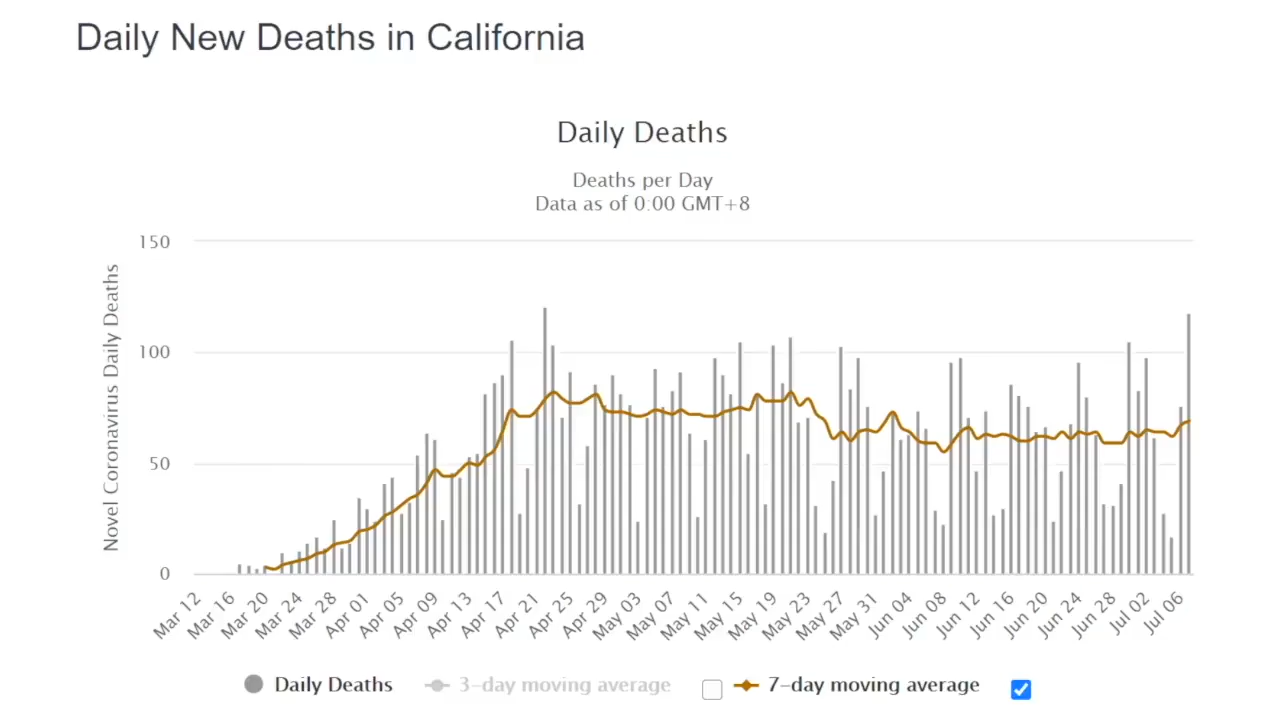 Daily New Deaths in California
Daily Deaths
Deaths per Day
Data as of 0:00 GMT+8
Novel Coronavirus Daily Deaths
150
100
50
0
Mar 12
Mar 16
Mar 20
Mar 24
Mar 28
Apr 01
Apr 05
Apr 09
Apr 13
Apr 17
Apr 21
Apr 25
Apr 29
May 03
May 07
May 11
May 15
May 19
May 23
May 27
May 31
Jun 04
Jun 08
Jun 12
Jun 16
Jun 20
Jun 24
Jun 28
Jul 02
Jul 06
Daily Deaths
3-day moving average
7-day moving average